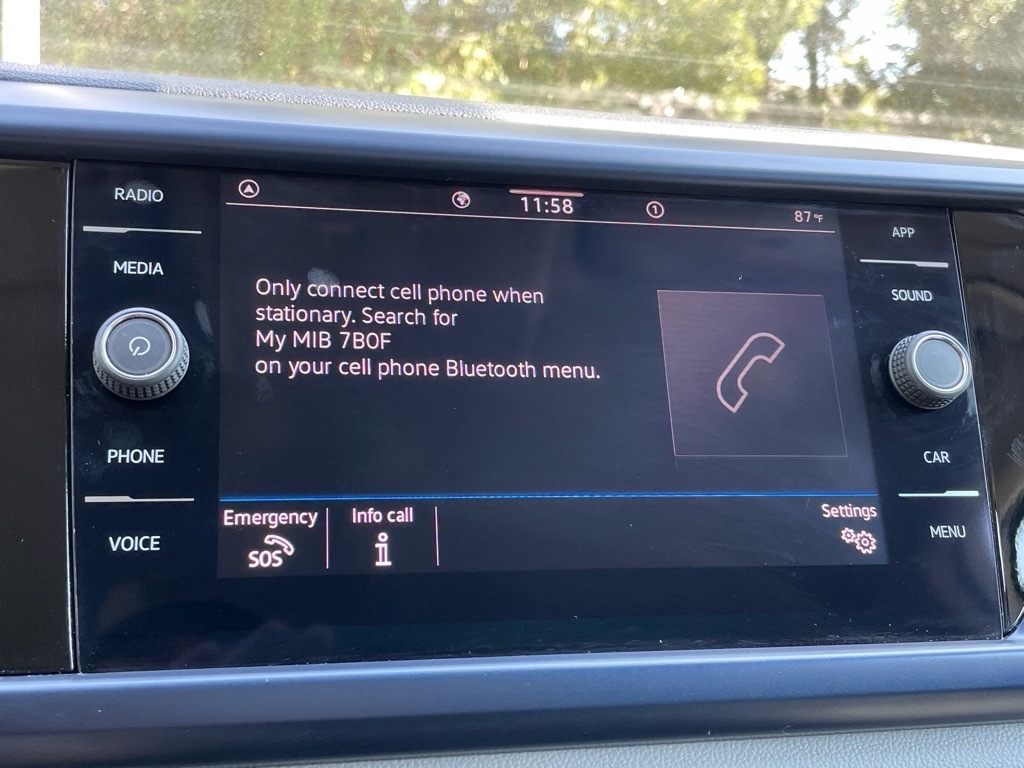 RADIO
MEDIA
PHONE
VOICE
11:58
1
87°F
Only connect cell phone when
stationary. Search for
My MIB 7B0F
on your cell phone Bluetooth menu.
Emergency
SOS
Info call
i
Settings
APP
SOUND
CAR
MENU